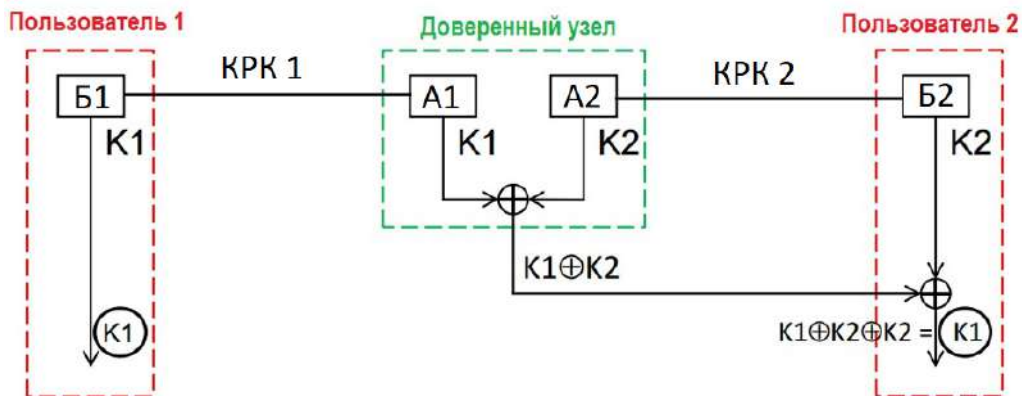 Пользователь 1
Доверенный узел
Пользователь 2
КРК 1
КРК 2
Б1
А1
А2
Б2
К1
К1
К2
К2
К1⊕К2
К1
К1⊕К2⊕К2 = К1